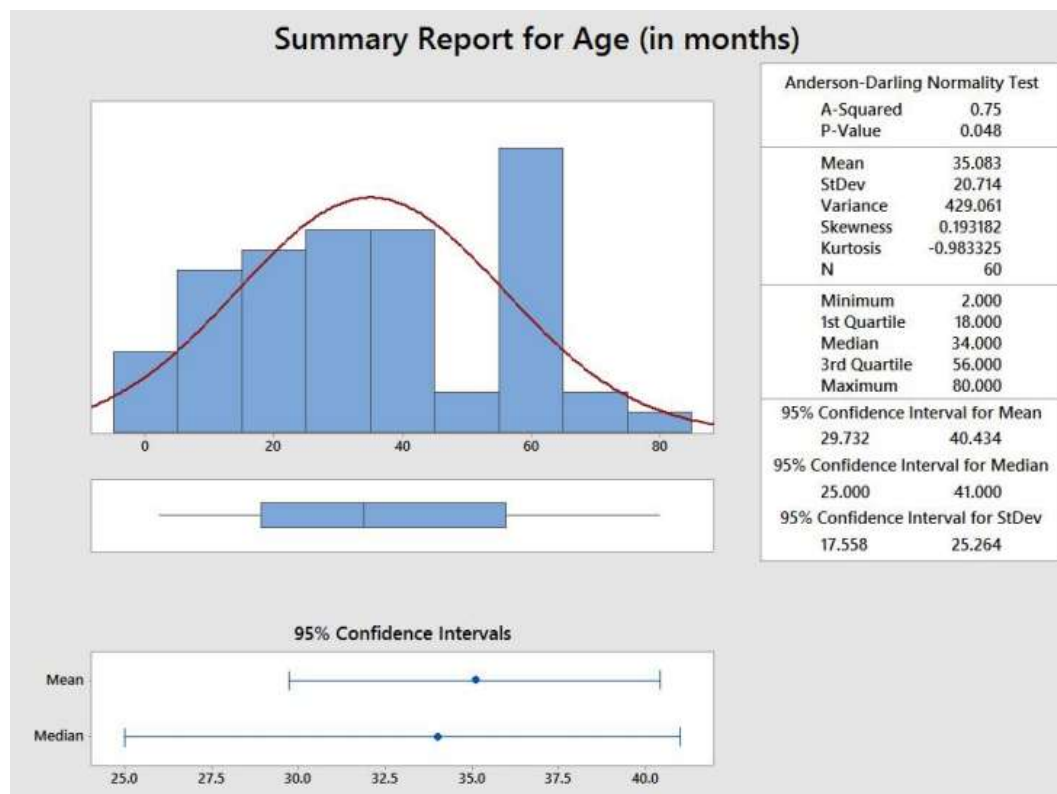 Summary Report for Age (in months)
0 20 40 60 80
Anderson-Darling Normality Test
A-Squared 0.75
P-Value 0.048
Mean 35.083
StDev 20.714
Variance 429.061
Skewness 0.193182
Kurtosis -0.983325
N 60
Minimum 2.000
1st Quartile 18.000
Median 34.000
3rd Quartile 56.000
Maximum 80.000
95% Confidence Interval for Mean
29.732 40.434
95% Confidence Interval for Median
25.000 41.000
95% Confidence Interval for StDev
17.558 25.264
95% Confidence Intervals
Mean
Median
25.0 27.5 30.0 32.5 35.0 37.5 40.0